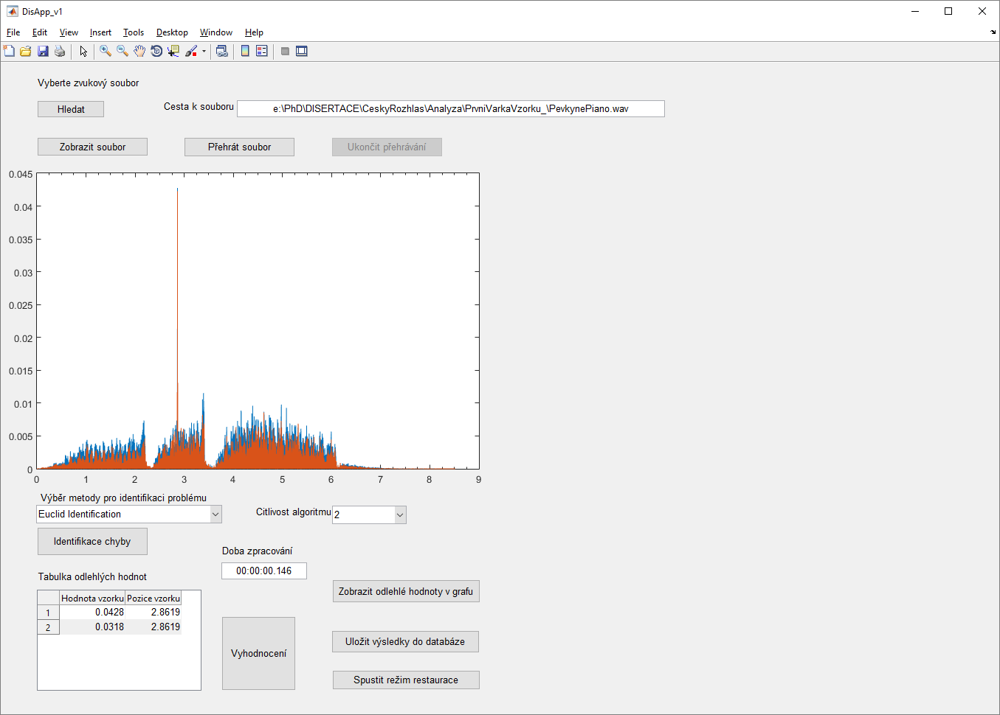 DisApp_v1
File Edit View Insert Tools Desktop Window Help
Vyberte zvukový soubor
Hledat Cesta k souboru e:\PhD\DISERTACE\CeskyRozhlas\Analyza\PrvniVarkaVzorku_\PevkynePiano.wav
Zobrazit soubor Přehrát soubor Ukončit přehrávání
0.045
0.04
0.035
0.03
0.025
0.02
0.015
0.01
0.005
0
0 1 2 3 4 5 6 7 8 9
Výběr metody pro identifikaci problému
Euclid Identification Citlivost algoritmu 2
Identifikace chyby
Doba zpracování
00:00:00.146
Tabulka odlehlých hodnot
Zobrazit odlehlé hodnoty v grafu
Hodnota vzorku Pozice vzorku
1 0.0428 2.8619
2 0.0318 2.8619
Vyhodnocení
Uložit výsledky do databáze
Spustit režim restaurace